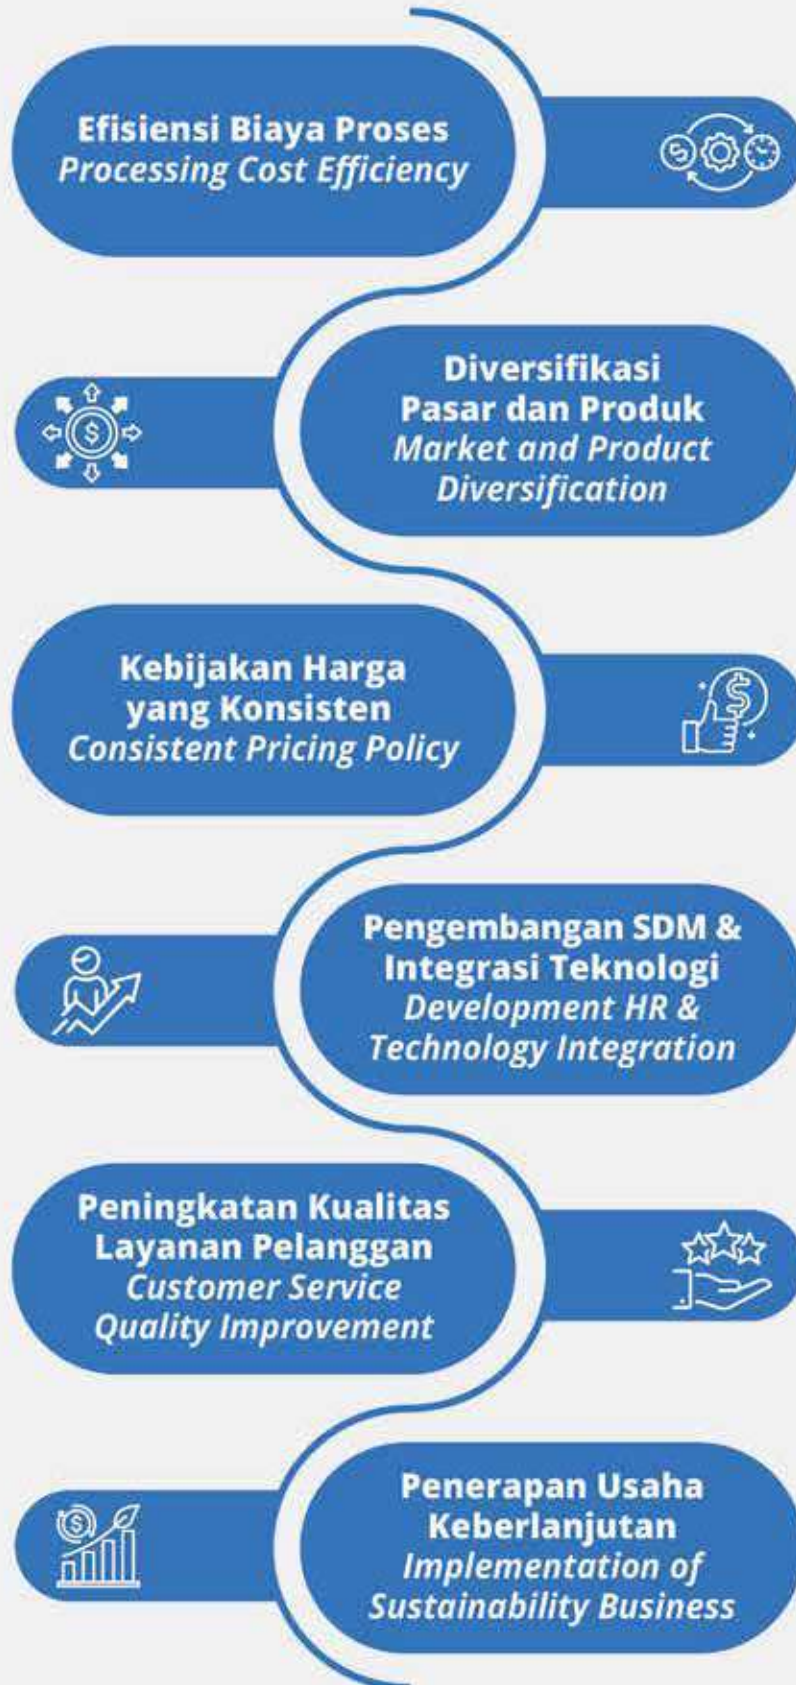 Efisiensi Biaya Proses
Processing Cost Efficiency
Diversifikasi
Pasar dan Produk
Market and Product
Diversification
Kebijakan Harga
yang Konsisten
Consistent Pricing Policy
Pengembangan SDM &
Integrasi Teknologi
Development HR &
Technology Integration
Peningkatan Kualitas
Layanan Pelanggan
Customer Service
Quality Improvement
Penerapan Usaha
Keberlanjutan
Implementation of
Sustainability Business